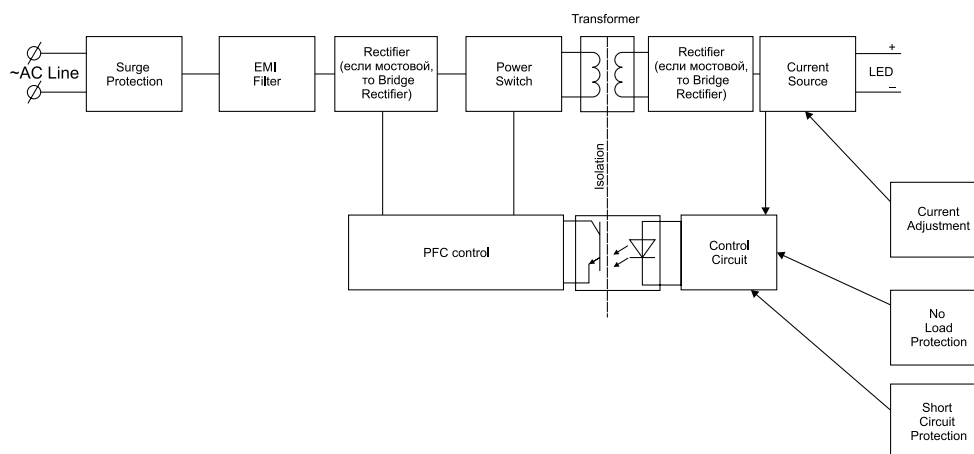 Transformer
~AC Line
Surge
Protection
EMI
Filter
Rectifier
(если мостовой,
то Bridge
Rectifier)
Power
Switch
Rectifier
(если мостовой,
то Bridge
Rectifier)
Current
Source
+
LED
–
Isolation
PFC control
Control
Circuit
Current
Adjustment
No
Load
Protection
Short
Circuit
Protection